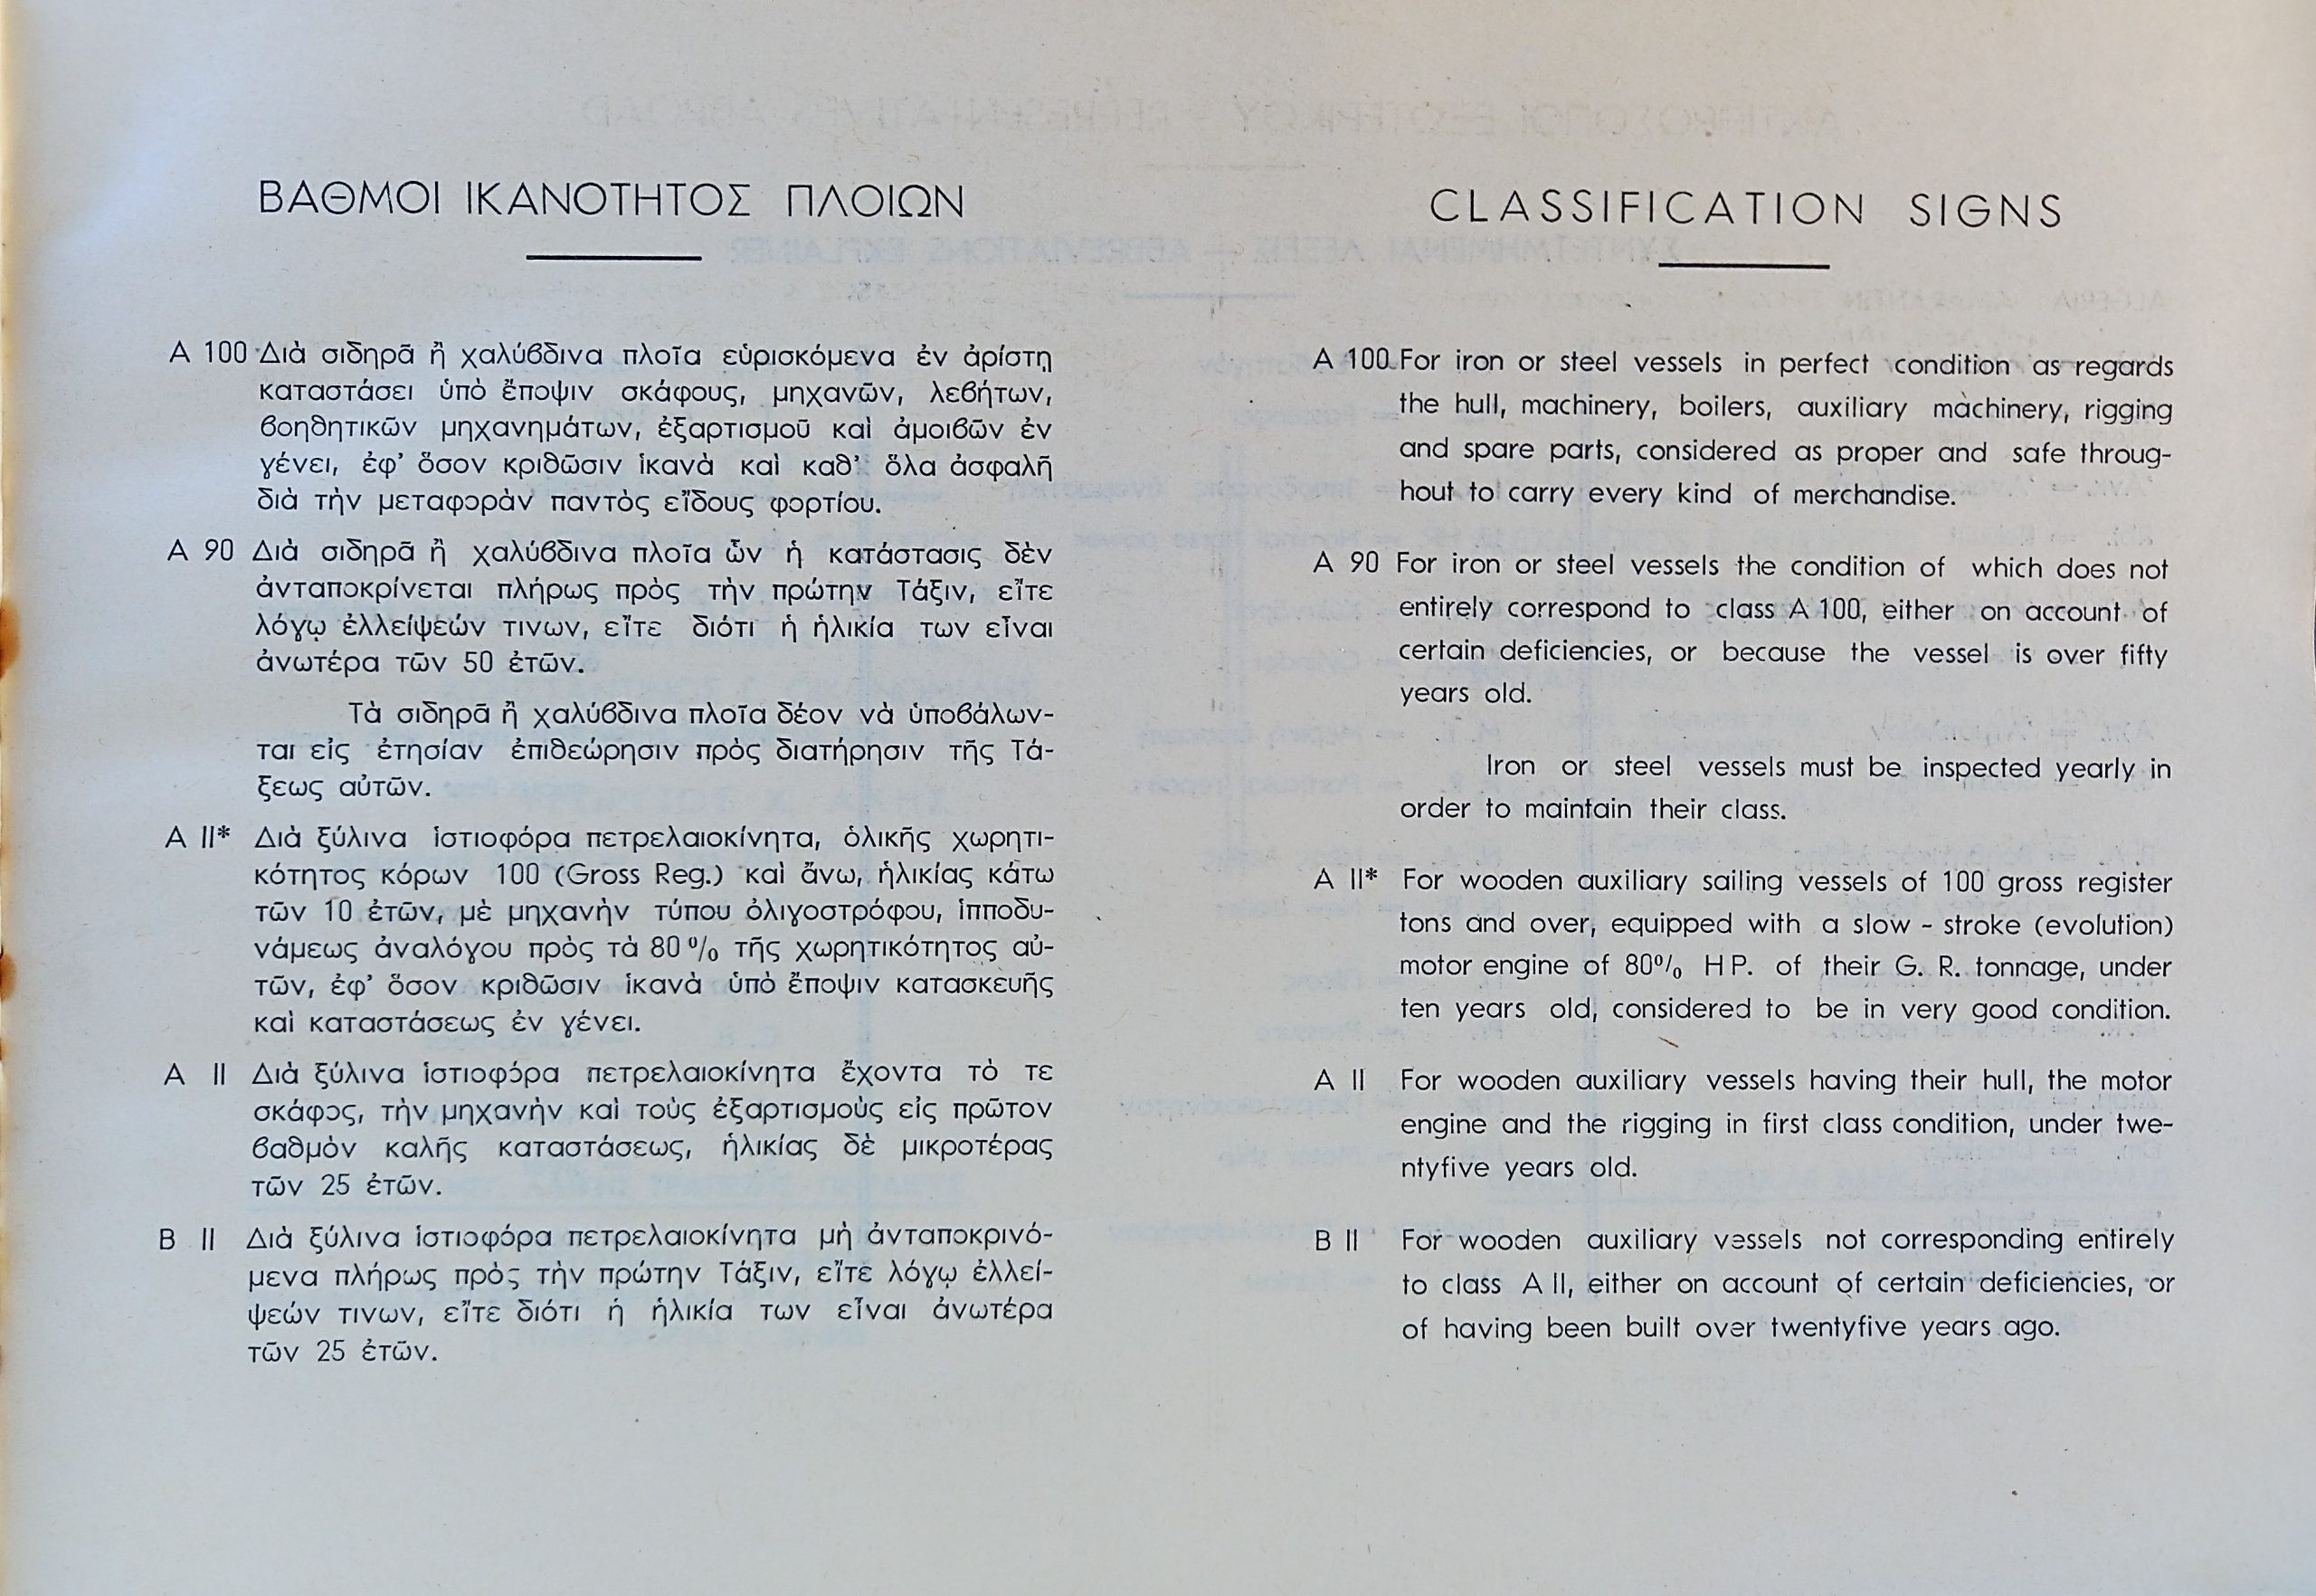 ΒΑΘΜΟΙ ΙΚΑΝΟΤΗΤΟΣ ΠΛΟΙΩΝ
Α 100 Διὰ σιδηρᾶ ἢ χαλύβδινα πλοῖα εὑρισκόμενα ἐν ἀρίστῃ
καταστάσει ὑπὸ ἔποψιν σκάφους, μηχανῶν, λεβήτων,
βοηθητικῶν μηχανημάτων, ἐξαρτισμοῦ καὶ ἀμοιβῶν ἐν
γένει, ἐφ' ὅσον κριθῶσιν ἱκανὰ καὶ καθ' ὅλα ἀσφαλῆ
διὰ τὴν μεταφορὰν παντὸς εἴδους φορτίου.
Α 90 Διὰ σιδηρᾶ ἢ χαλύβδινα πλοῖα ὧν ἡ κατάστασις δὲν
ἀνταποκρίνεται πλήρως πρὸς τὴν πρώτην Τάξιν, εἴτε
λόγῳ ἐλλείψεών τινων, εἴτε διότι ἡ ἡλικία των εἶναι
ἀνωτέρα τῶν 50 ἐτῶν.
Τὰ σιδηρᾶ ἢ χαλύβδινα πλοῖα δέον νὰ ὑποβάλων-
ται εἰς ἐτησίαν ἐπιθεώρησιν πρὸς διατήρησιν τῆς Τά-
ξεως αὐτῶν.
Α ΙΙ* Διὰ ξύλινα ἱστιοφόρα πετρελαιοκίνητα, ὁλικῆς χωρητι-
κότητος κόρων 100 (Gross Reg.) καὶ ἄνω, ἡλικίας κάτω
τῶν 10 ἐτῶν, μὲ μηχανὴν τύπου ὀλιγοστρόφου, ἱπποδυ-
νάμεως ἀναλόγου πρὸς τὰ 80 % τῆς χωρητικότητος αὐ-
τῶν, ἐφ' ὅσον κριθῶσιν ἱκανὰ ὑπὸ ἔποψιν κατασκευῆς
καὶ καταστάσεως ἐν γένει.
Α ΙΙ Διὰ ξύλινα ἱστιοφόρα πετρελαιοκίνητα ἔχοντα τὸ τε
σκάφος, τὴν μηχανὴν καὶ τοὺς ἐξαρτισμοὺς εἰς πρῶτον
βαθμὸν καλῆς καταστάσεως, ἡλικίας δὲ μικροτέρας
τῶν 25 ἐτῶν.
Β ΙΙ Διὰ ξύλινα ἱστιοφόρα πετρελαιοκίνητα μὴ ἀνταποκρινό-
μενα πλήρως πρὸς τὴν πρώτην Τάξιν, εἴτε λόγῳ ἐλλεί-
ψεών τινων, εἴτε διότι ἡ ἡλικία των εἶναι ἀνωτέρα
τῶν 25 ἐτῶν.
CLASSIFICATION SIGNS
A 100 For iron or steel vessels in perfect condition as regards
the hull, machinery, boilers, auxiliary machinery, rigging
and spare parts, considered as proper and safe throug-
hout to carry every kind of merchandise.
A 90 For iron or steel vessels the condition of which does not
entirely correspond to class A 100, either on account of
certain deficiencies, or because the vessel is over fifty
years old.
Iron or steel vessels must be inspected yearly in
order to maintain their class.
A II* For wooden auxiliary sailing vessels of 100 gross register
tons and over, equipped with a slow - stroke (evolution)
motor engine of 80% HP. of their G. R. tonnage, under
ten years old, considered to be in very good condition.
A II For wooden auxiliary vessels having their hull, the motor
engine and the rigging in first class condition, under twe-
ntyfive years old.
B II For wooden auxiliary vessels not corresponding entirely
to class A II, either on account of certain deficiencies, or
of having been built over twentyfive years ago.